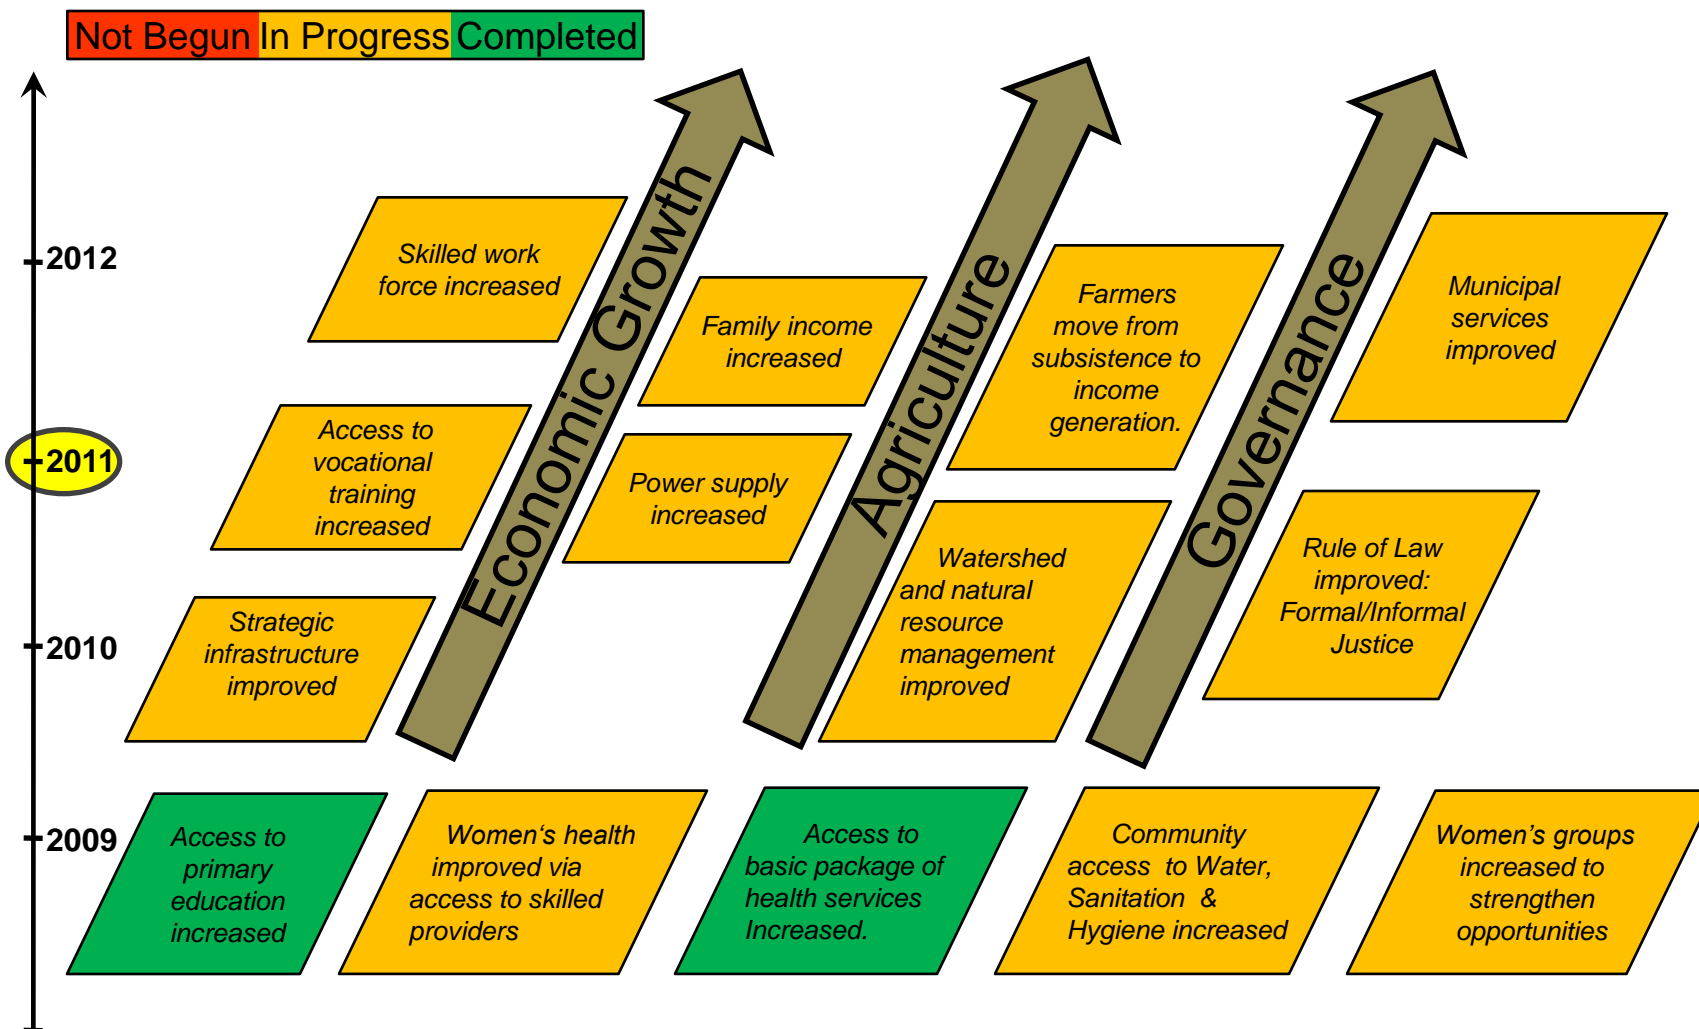 Not Begun In Progress Completed
2012
2011
2010
2009
Economic Growth
Agriculture
Governance
Skilled work
force increased
Family income
increased
Farmers
move from
subsistence to
income
generation.
Municipal
services
improved
Access to
vocational
training
increased
Power supply
increased
Strategic
infrastructure
improved
Watershed
and natural
resource
management
improved
Rule of Law
improved:
Formal/Informal
Justice
Access to
primary
education
increased
Women‘s health
improved via
access to skilled
providers
Access to
basic package of
health services
Increased.
Community
access  to Water,
Sanitation  &
Hygiene increased
Women’s groups
increased to
strengthen
opportunities